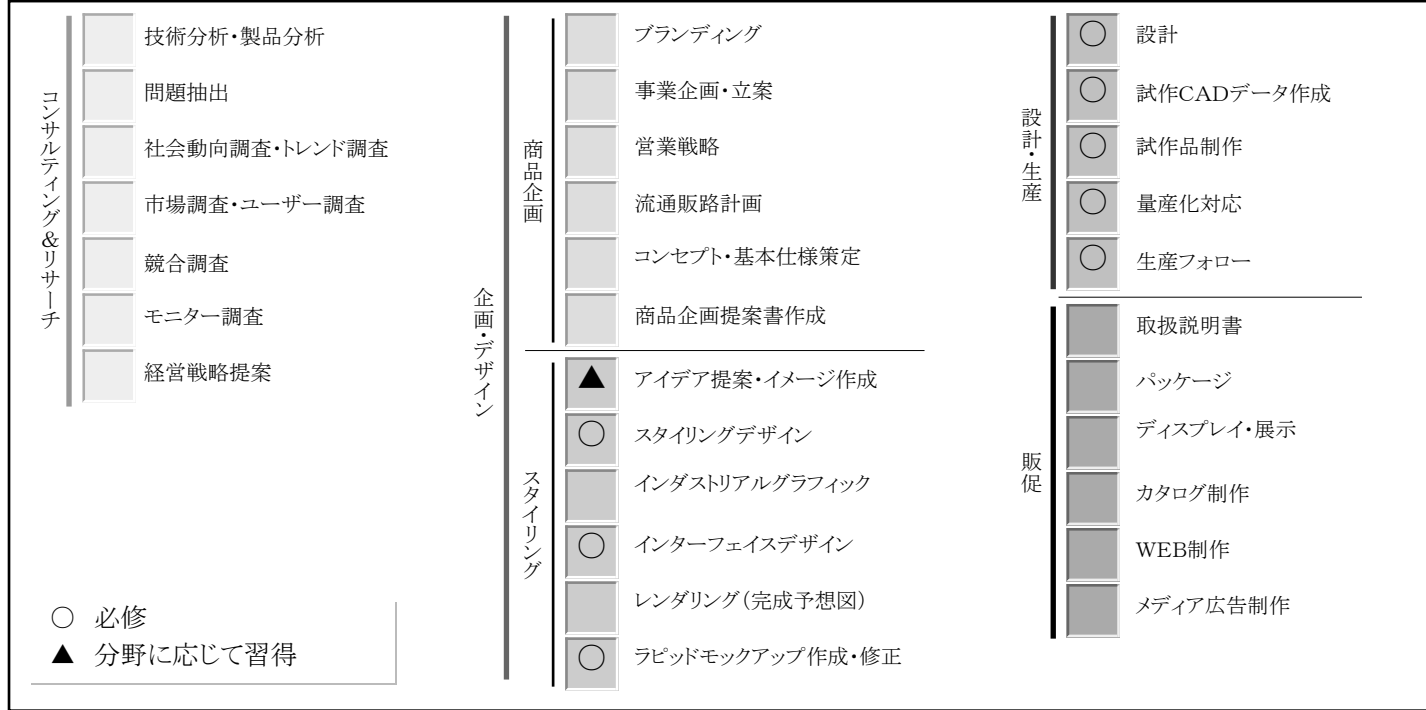 コンサルティング&リサーチ
技術分析・製品分析
問題抽出
社会動向調査・トレンド調査
市場調査・ユーザー調査
競合調査
モニター調査
経営戦略提案
企画・デザイン
商品企画
ブランディング
事業企画・立案
営業戦略
流通販路計画
コンセプト・基本仕様策定
商品企画提案書作成
スタイリング
▲ アイデア提案・イメージ作成
○ スタイリングデザイン
インダストリアルグラフィック
○ インターフェイスデザイン
レンダリング(完成予想図)
○ ラピッドモックアップ作成・修正
設計・生産
○ 設計
○ 試作CADデータ作成
○ 試作品制作
○ 量産化対応
○ 生産フォロー
販促
取扱説明書
パッケージ
ディスプレイ・展示
カタログ制作
WEB制作
メディア広告制作
○ 必修
▲ 分野に応じて習得